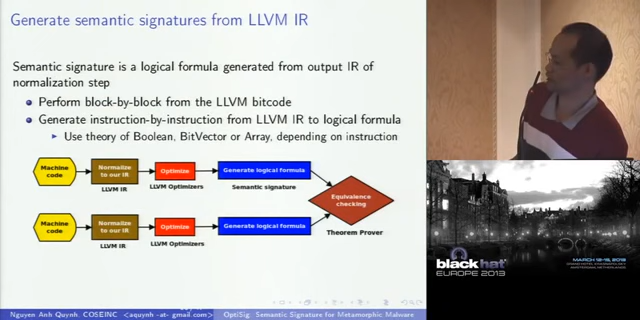 Generate semantic signatures from LLVM IR
Semantic signature is a logical formula generated from output IR of
normalization step
Perform block-by-block from the LLVM bitcode
Generate instruction-by-instruction from LLVM IR to logical formula
Use theory of Boolean, BitVector or Array, depending on instruction
Machine
code
Normalize
to our IR
LLVM IR
Optimize
LLVM Optimizers
Generate logical formula
Semantic signature
Equivalence
checking
Theorem Prover
Machine
code
Normalize
to our IR
LLVM IR
Optimize
LLVM Optimizers
Generate logical formula
Nguyen Anh Quynh, COSEINC <aquynh -at- gmail.com>
OptiSig Semantic Signature for Metamorphic Malware
black hat
EUROPE 2013
MARCH 12-15, 2013